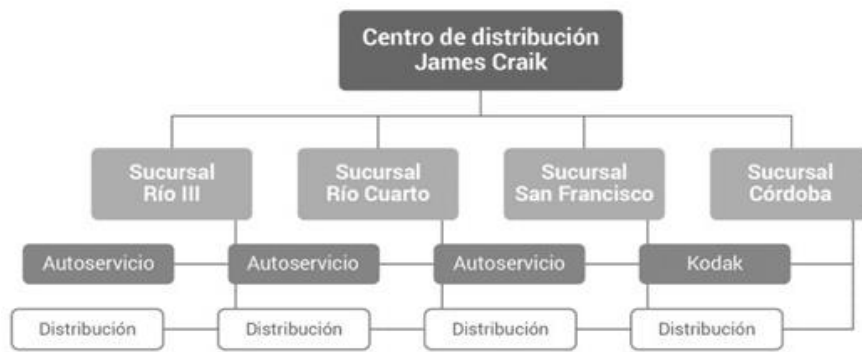 Centro de distribución
James Craik
Sucursal
Río III
Sucursal
Río Cuarto
Sucursal
San Francisco
Sucursal
Córdoba
Autoservicio
Autoservicio
Autoservicio
Kodak
Distribución
Distribución
Distribución
Distribución